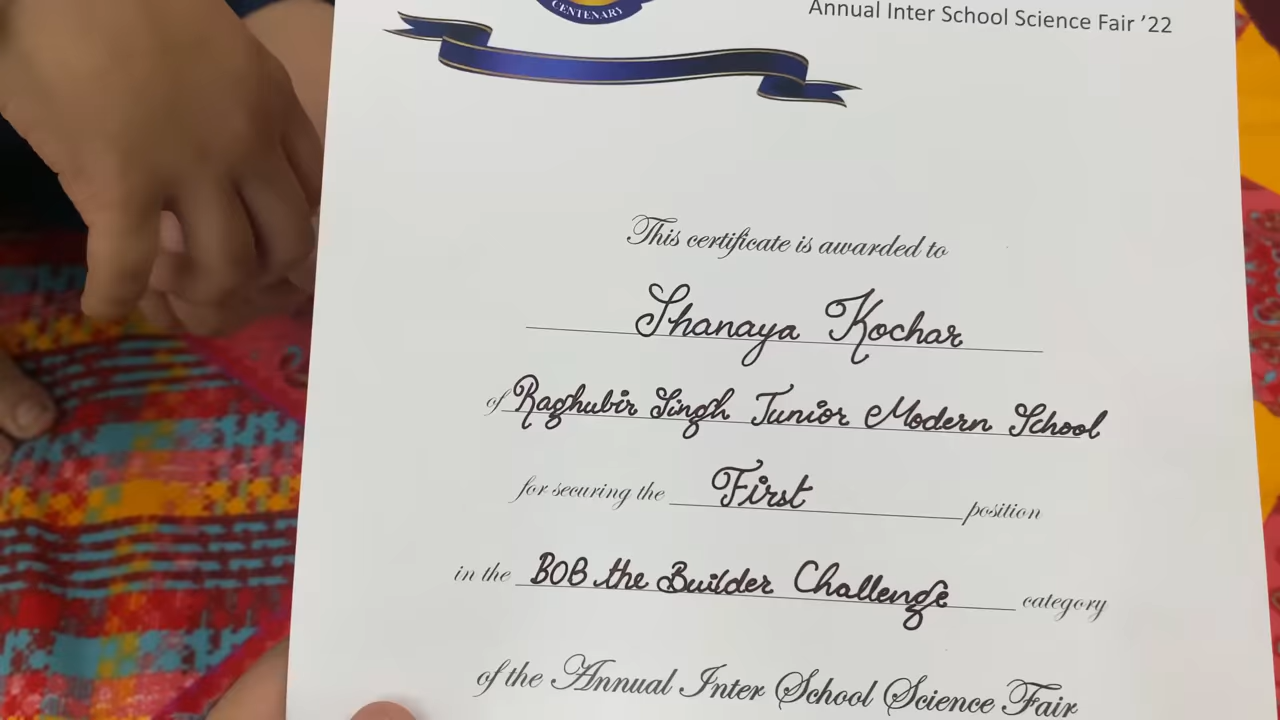 CENTENARY
Annual Inter School Science Fair '22
This certificate is awarded to
Shanaya Kochar
of Raghubir Singh Junior Modern School
for securing the First position
in the BOB the Builder Challenge category
of the Annual Inter School Science Fair